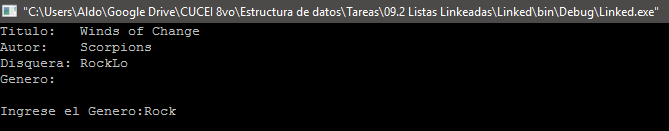 "C:\Users\Aldo\Google Drive\CUCEI 8vo\Estructura de datos\Tareas\09.2 Listas Linkeadas\Linked\bin\Debug\Linked.exe"
Titulo:   Winds of Change
Autor:    Scorpions
Disquera: RockLo
Genero:
Ingrese el Genero:Rock